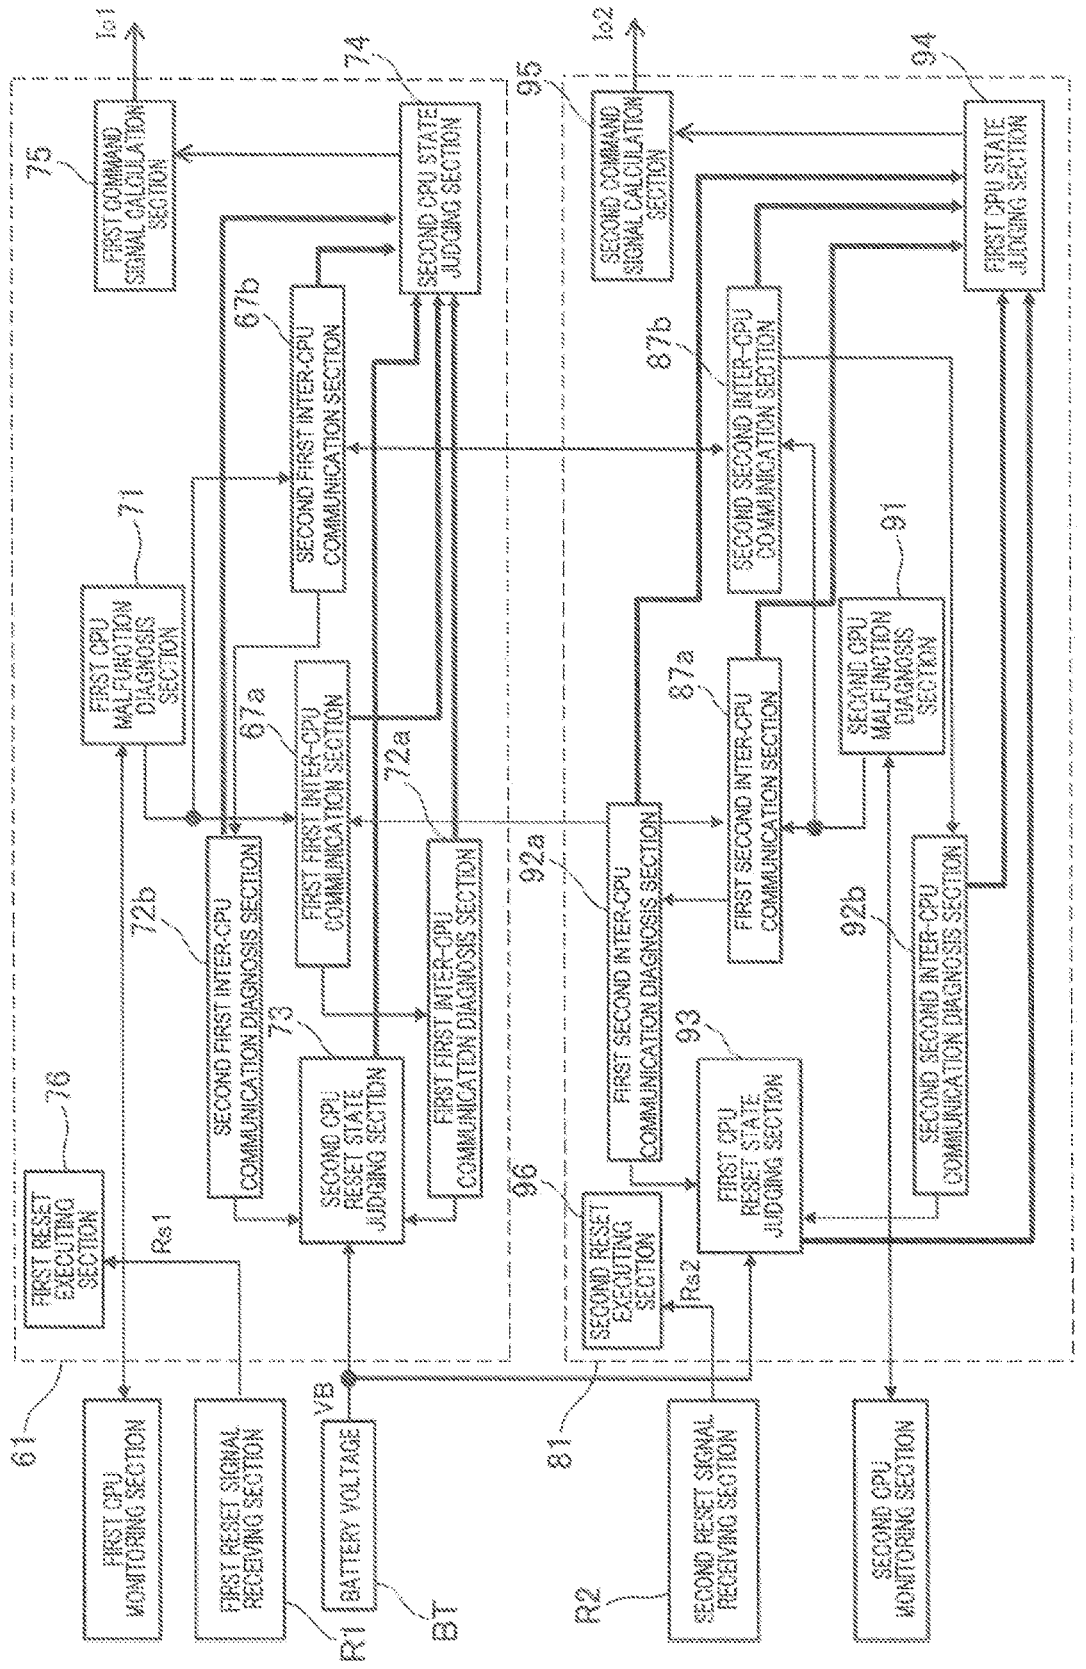 FIRST CPU
MONITORING SECTION
FIRST RESET SIGNAL
RECEIVING SECTION
R1
BATTERY VOLTAGE
BT
VB
61
FIRST RESET
EXECUTING
SECTION
76
Rs1
FIRST CPU
MALFUNCTION
DIAGNOSIS
SECTION
71
FIRST COMMAND
SIGNAL CALCULATION
SECTION
75
Io1
SECOND FIRST INTER-CPU
COMMUNICATION DIAGNOSIS SECTION
72b
SECOND CPU
RESET STATE
JUDGING SECTION
73
FIRST FIRST INTER-CPU
COMMUNICATION SECTION
67a
SECOND FIRST INTER-CPU
COMMUNICATION SECTION
67b
FIRST FIRST INTER-CPU
COMMUNICATION DIAGNOSIS SECTION
72a
SECOND CPU STATE
JUDGING SECTION
74
SECOND RESET SIGNAL
RECEIVING SECTION
R2
SECOND CPU
MONITORING SECTION
81
SECOND RESET
EXECUTING
SECTION
96
Rs2
FIRST SECOND INTER-CPU
COMMUNICATION DIAGNOSIS SECTION
92a
SECOND COMMAND
SIGNAL CALCULATION
SECTION
95
Io2
FIRST CPU
RESET STATE
JUDGING SECTION
93
FIRST SECOND INTER-CPU
COMMUNICATION SECTION
87a
SECOND SECOND INTER-CPU
COMMUNICATION SECTION
87b
SECOND CPU
MALFUNCTION
DIAGNOSIS
SECTION
91
SECOND SECOND INTER-CPU
COMMUNICATION DIAGNOSIS SECTION
92b
FIRST CPU STATE
JUDGING SECTION
94